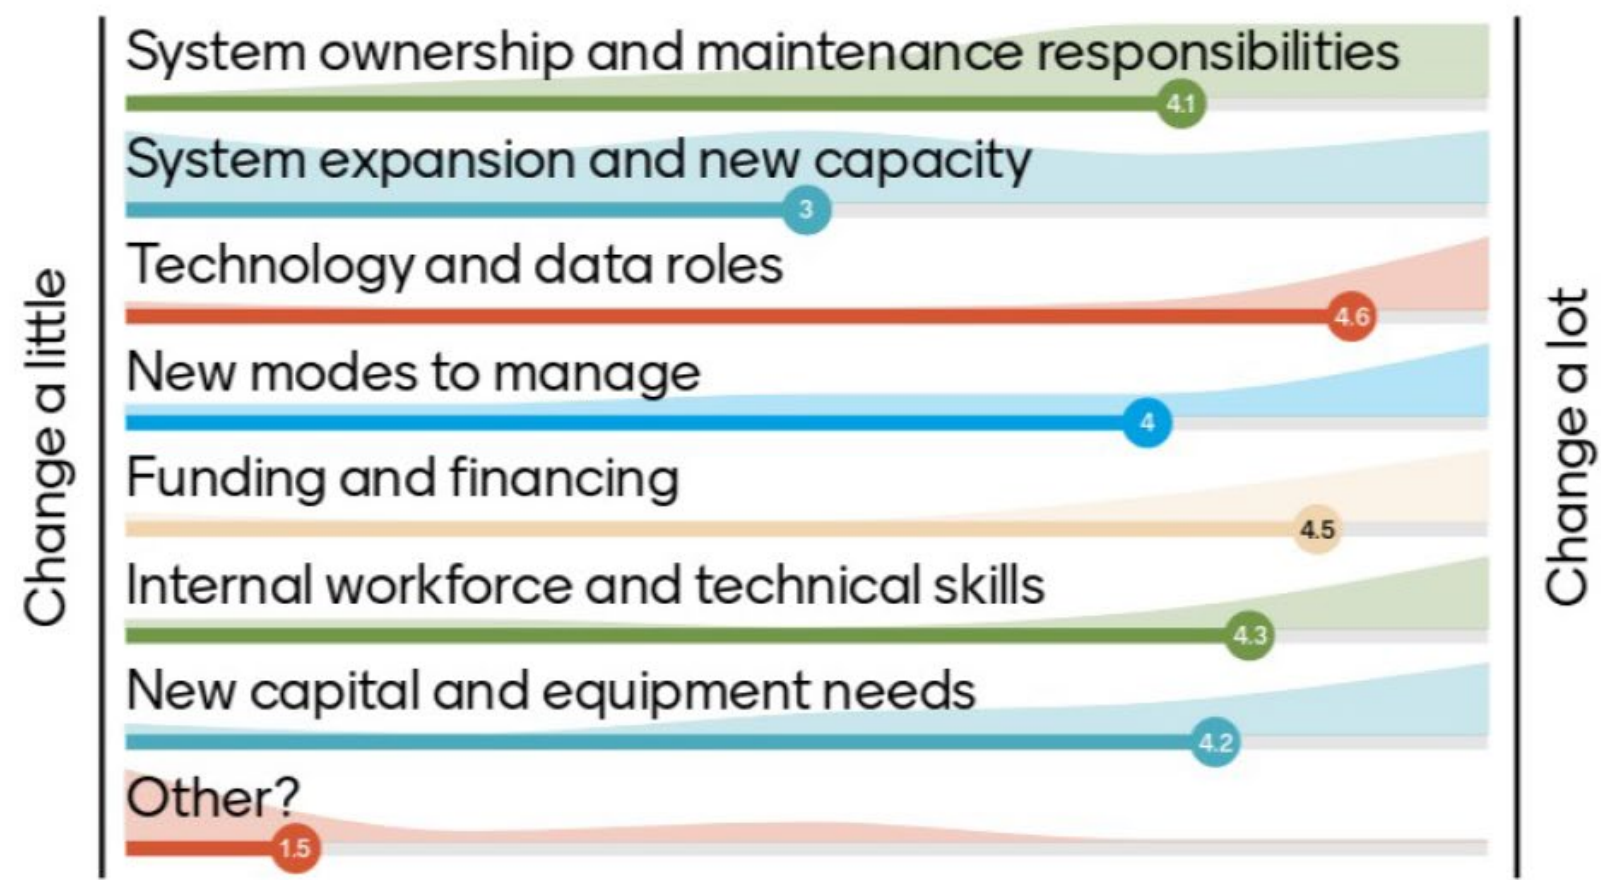 System ownership and maintenance responsibilities
4.1
System expansion and new capacity
3
Technology and data roles
4.6
New modes to manage
4
Funding and financing
4.5
Internal workforce and technical skills
4.3
New capital and equipment needs
4.2
Other?
1.5
Change a little
Change a lot